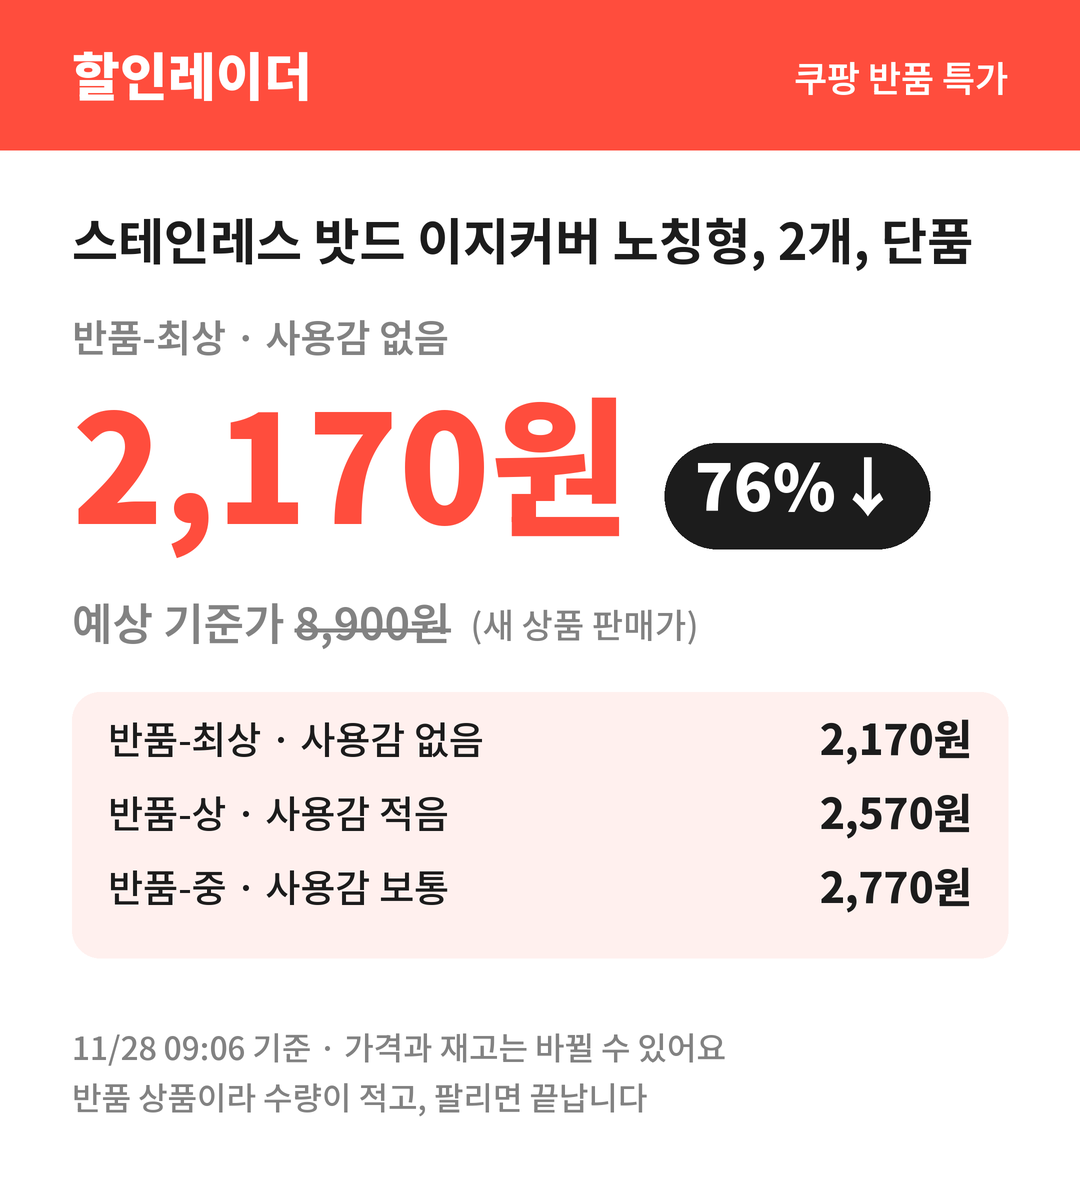 할인레이더
쿠팡 반품 특가
스테인레스 밧드 이지커버 노칭형, 2개, 단품
반품-최상 · 사용감 없음
2,170원 76%↓
예상 기준가 8,900원 (새 상품 판매가)
반품-최상 · 사용감 없음 2,170원
반품-상 · 사용감 적음 2,570원
반품-중 · 사용감 보통 2,770원
11/28 09:06 기준 · 가격과 재고는 바뀔 수 있어요
반품 상품이라 수량이 적고, 팔리면 끝납니다